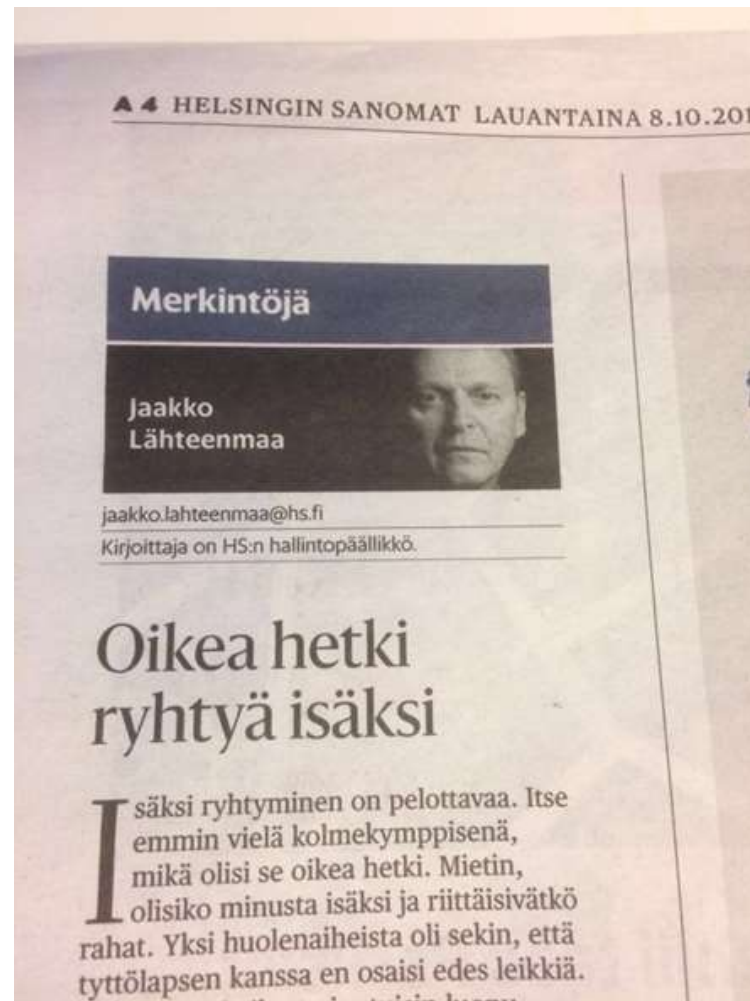 A 4 HELSINGIN SANOMAT LAUANTAINA 8.10.201
Merkintöjä
Jaakko
Lähteenmaa
jaakko.lahteenmaa@hs.fi
Kirjoittaja on HS:n hallintopäällikkö.
Oikea hetki
ryhtyä isäksi
Isäksi ryhtyminen on pelottavaa. Itse
emmin vielä kolmekymppisenä,
mikä olisi se oikea hetki. Mietin,
olisiko minusta isäksi ja riittäisivätkö
rahat. Yksi huolenaiheista oli sekin, että
tyttölapsen kanssa en osaisi edes leikkiä.